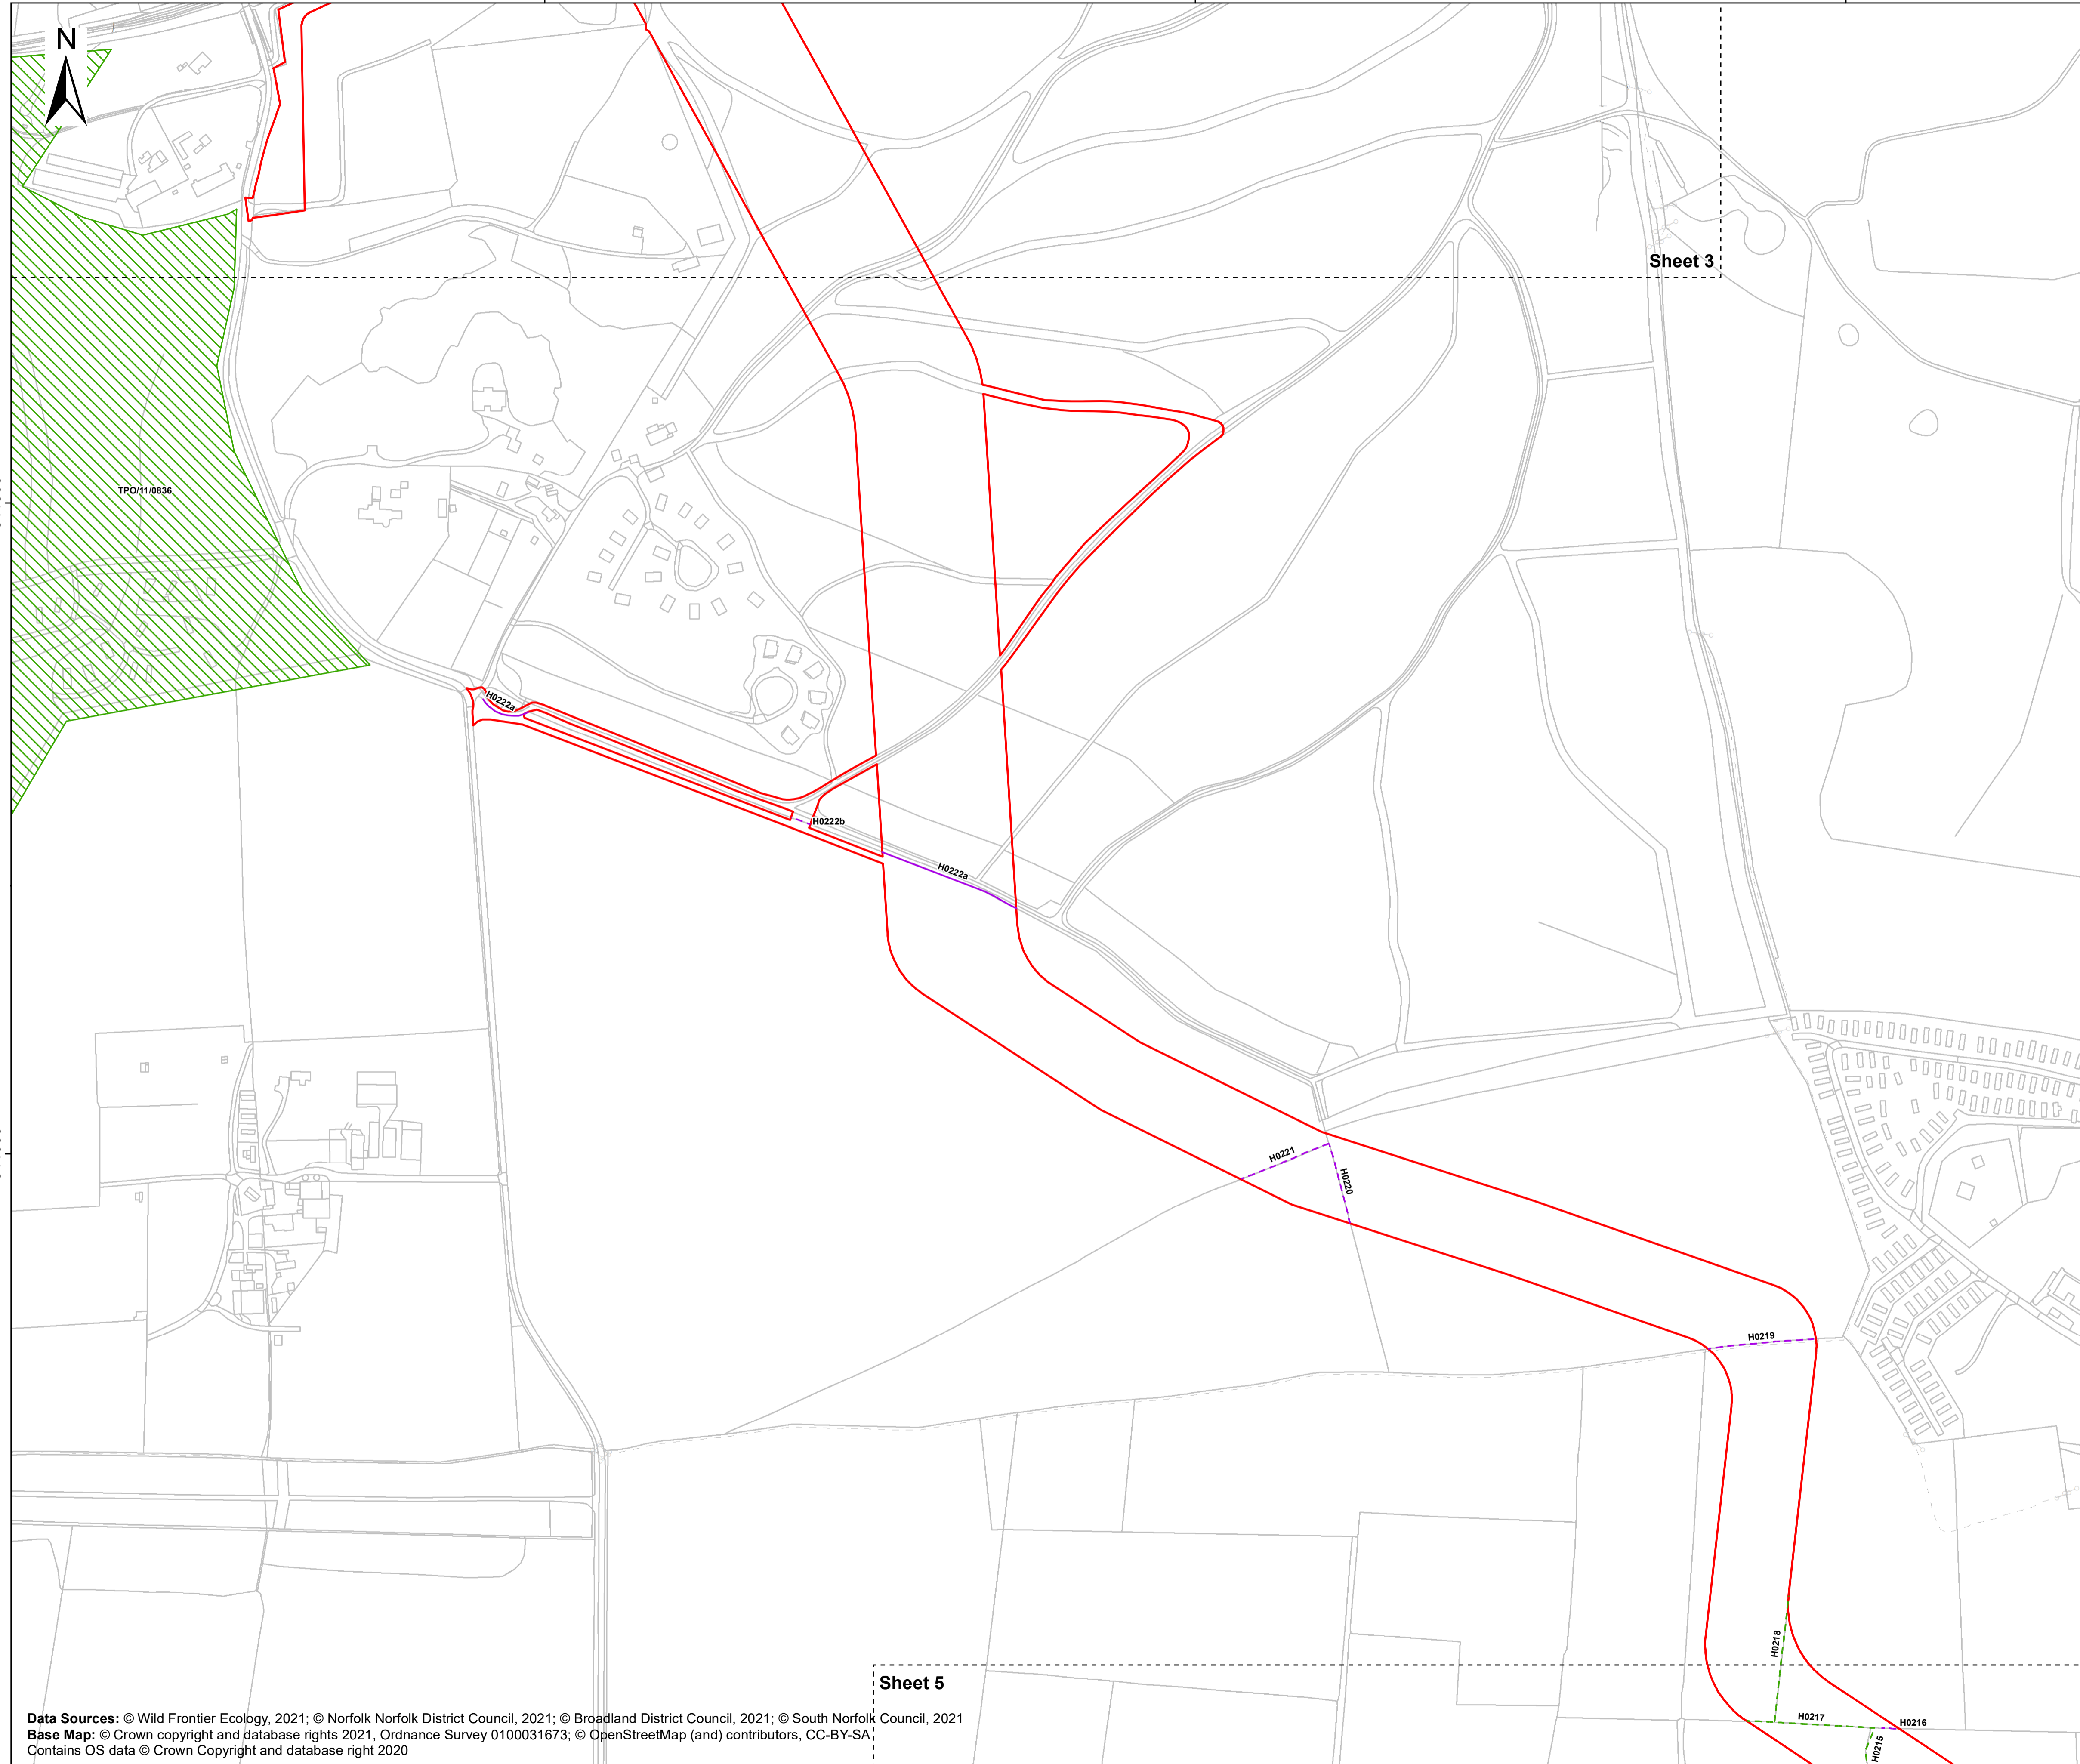 N
Sheet 3
TPO/11/0836
H0222a
H0222b
H0222a
H0221
H0220
H0219
H0218
Sheet 5
H0217
H0216
H0215
Data Sources: © Wild Frontier Ecology, 2021; © Norfolk Norfolk District Council, 2021; © Broadland District Council, 2021; © South Norfolk Council, 2021
Base Map: © Crown copyright and database rights 2021, Ordnance Survey 0100031673; © OpenStreetMap (and) contributors, CC-BY-SA
Contains OS data © Crown Copyright and database right 2020